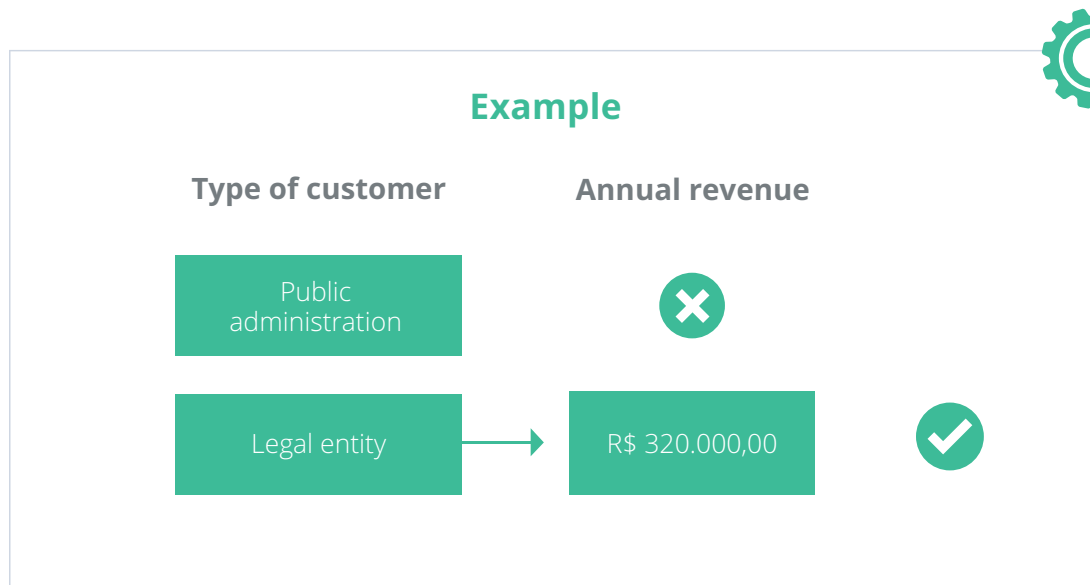 Example
Type of customer
Annual revenue
Public
administration
Legal entity
R$ 320.000,00